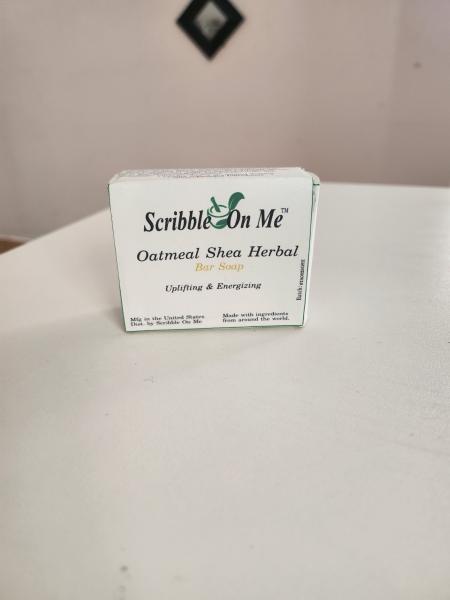 Scribble On Me™
Oatmeal Shea Herbal
Bar Soap
Uplifting & Energizing
Mfg in the United States.
Dist. by Scribble On Me
Made with ingredients
from around the world.